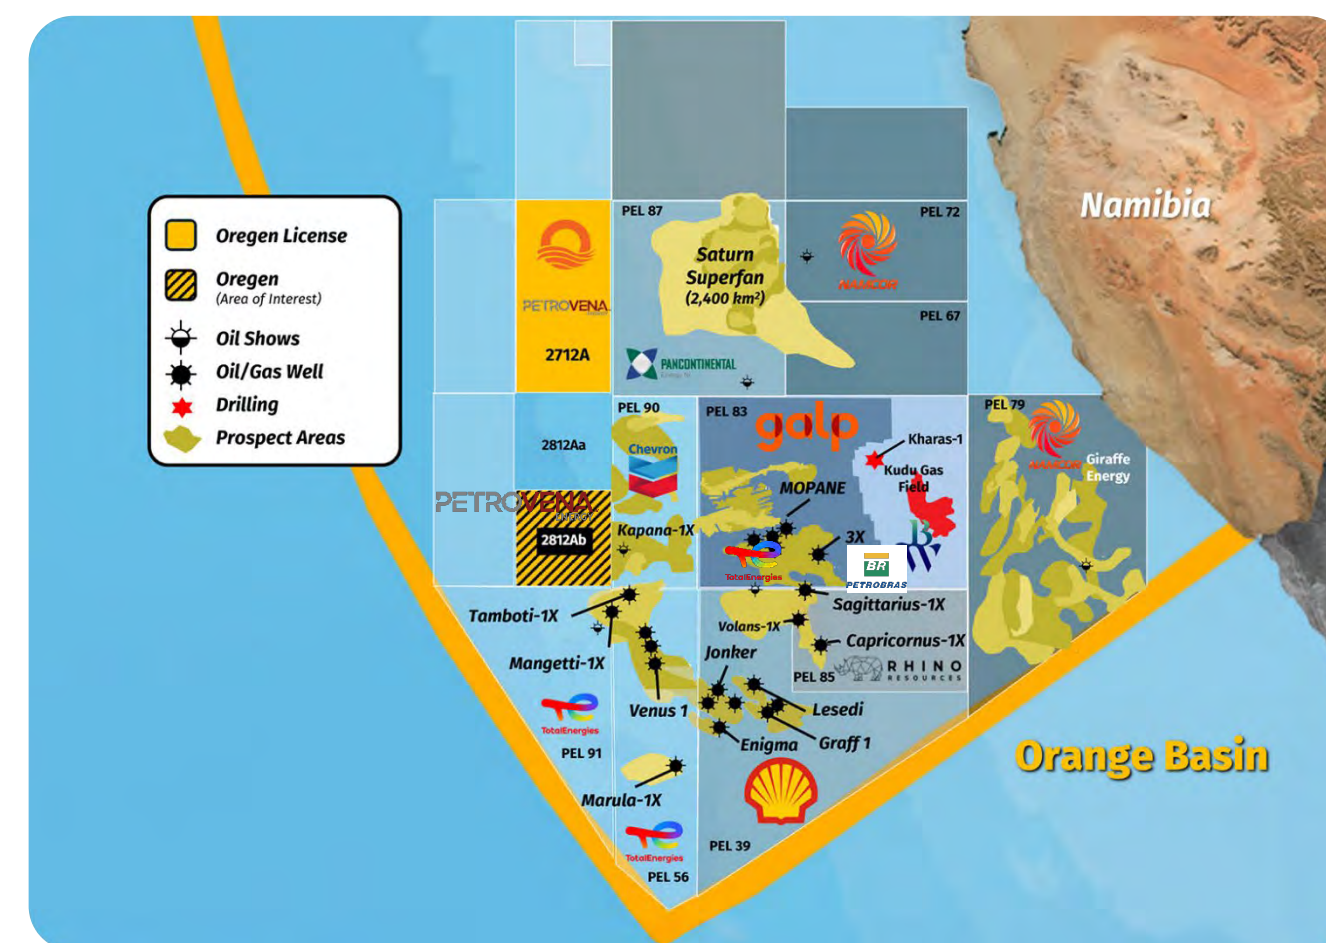 Oregen License
Oregen
(Area of Interest)
Oil Shows
Oil/Gas Well
Drilling
Prospect Areas
PEL 87
PEL 72
Namibia
Saturn
Superfan
(2,400 km²)
NAMCOR
PETROVENA
PEL 67
2712A
PANCONTINENTAL
PEL 90
PEL 83
galp
PEL 79
NAMCOR
Kharas-1
2812Aa
Chevron
Giraffe
Energy
Kudu Gas
Field
MOPANE
PETROVENA
2812Ab
Kapana-1X
3X
BW
TotalEnergies
BR
PETROBRAS
Tamboti-1X
Sagittarius-1X
Volans-1X
Capricornus-1X
Mangetti-1X
Jonker
PEL 85
RHINO
RESOURCES
Venus 1
Lesedi
TotalEnergies
Enigma
Graff 1
PEL 91
Orange Basin
Marula-1X
PEL 39
TotalEnergies
PEL 56